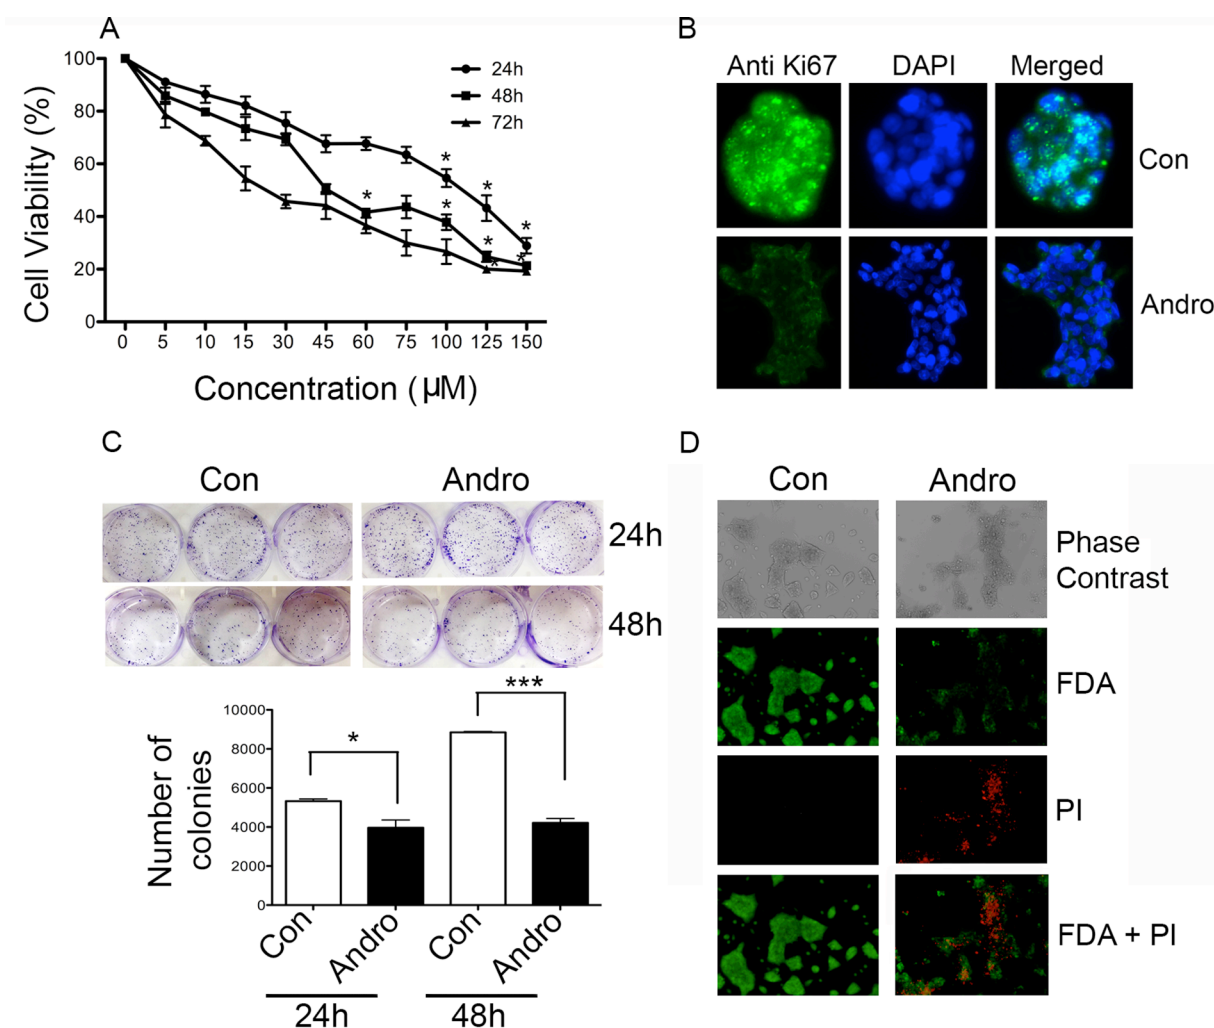 A
100
80
60
40
20
0
Cell Viability (%)
24h
48h
72h
*
*
*
*
*
*
*
*
0 5 10 15 30 45 60 75 100 125 150
Concentration (µM)
B
Anti Ki67 DAPI Merged
Con
Andro
C
Con Andro
24h
48h
10000
8000
6000
4000
2000
0
Number of
colonies
*
***
Con Andro Con Andro
24h 48h
D
Con Andro
Phase
Contrast
FDA
PI
FDA + PI